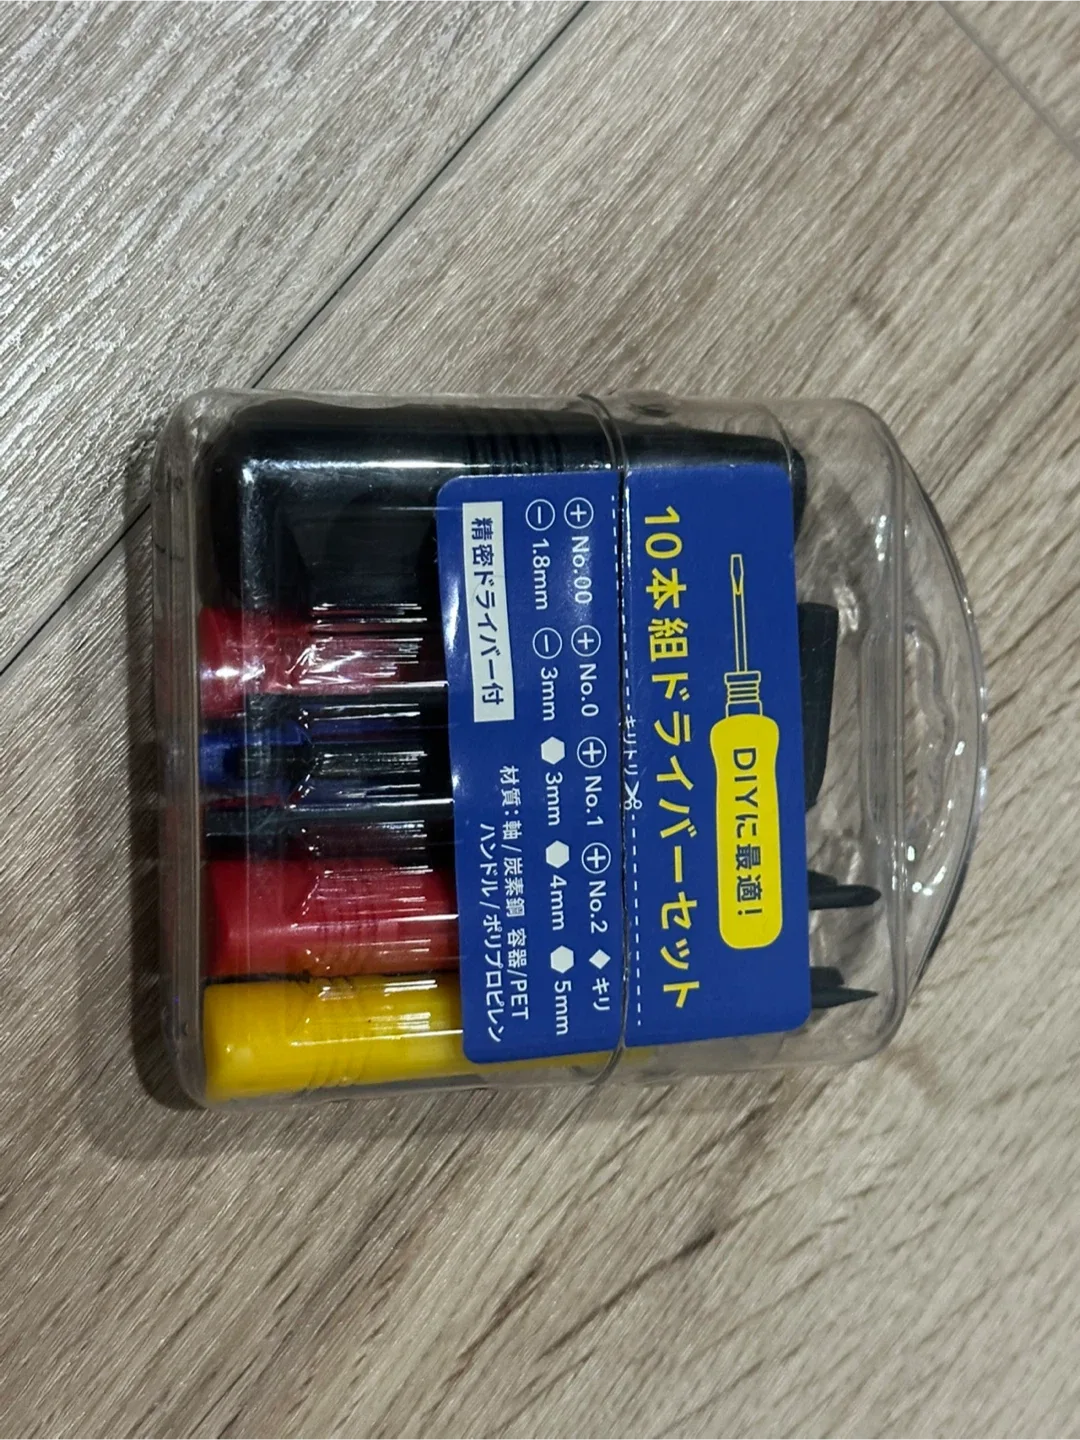 DIYに最適!
10本組ドライバーセット
キリトリ
⊕ No.00 ⊕ No.0 ⊕ No.1 ⊕ No.2 ◆ キリ
⊖ 1.8mm ⊖ 3mm ⬢ 3mm ⬢ 4mm ⬢ 5mm
精密ドライバー付
材質:軸/炭素鋼 容器/PET
ハンドル/ポリプロピレン